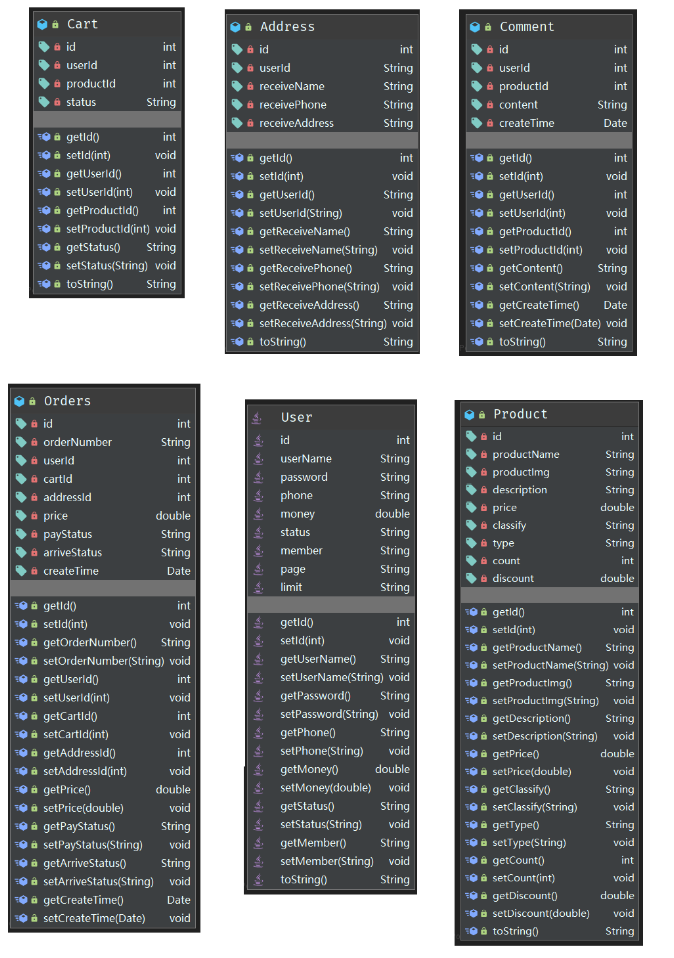 Cart
id int
userId int
productId int
status String
getId() int
setId(int) void
getUserId() int
setUserId(int) void
getProductId() int
setProductId(int) void
getStatus() String
setStatus(String) void
toString() String
Address
id int
userId String
receiveName String
receivePhone String
receiveAddress String
getId() int
setId(int) void
getUserId() String
setUserId(String) void
getReceiveName() String
setReceiveName(String) void
getReceivePhone() String
setReceivePhone(String) void
getReceiveAddress() String
setReceiveAddress(String) void
toString() String
Comment
id int
userId int
productId int
content String
createTime Date
getId() int
setId(int) void
getUserId() int
setUserId(int) void
getProductId() int
setProductId(int) void
getContent() String
setContent(String) void
getCreateTime() Date
setCreateTime(Date) void
toString() String
Orders
id int
orderNumber String
userId int
cartId int
addressId int
price double
payStatus String
arriveStatus String
createTime Date
getId() int
setId(int) void
getOrderNumber() String
setOrderNumber(String) void
getUserId() int
setUserId(int) void
getCartId() int
setCartId(int) void
getAddressId() int
setAddressId(int) void
getPrice() double
setPrice(double) void
getPayStatus() String
setPayStatus(String) void
getArriveStatus() String
setArriveStatus(String) void
getCreateTime() Date
setCreateTime(Date) void
User
id int
userName String
password String
phone String
money double
status String
member String
page String
limit String
getId() int
setId(int) void
getUserName() String
setUserName(String) void
getPassword() String
setPassword(String) void
getPhone() String
setPhone(String) void
getMoney() double
setMoney(double) void
getStatus() String
setStatus(String) void
getMember() String
setMember(String) void
toString() String
Product
id int
productName String
productImg String
description String
price double
classify String
type String
count int
discount double
getId() int
setId(int) void
getProductName() String
setProductName(String) void
getProductImg() String
setProductImg(String) void
getDescription() String
setDescription(String) void
getPrice() double
setPrice(double) void
getClassify() String
setClassify(String) void
getType() String
setType(String) void
getCount() int
setCount(int) void
getDiscount() double
setDiscount(double) void
toString() String